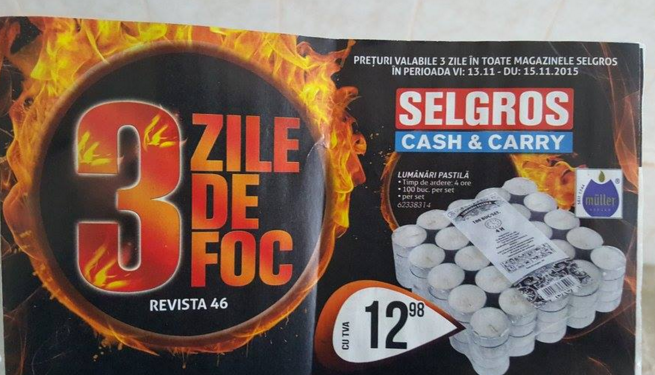 PREȚURI VALABILE 3 ZILE ÎN TOATE MAGAZINELE SELGROS
ÎN PERIOADA VI: 13.11 - DU: 15.11.2015
SELGROS
CASH & CARRY
3
ZILE
DE
FOC
REVISTA 46
LUMÂNĂRI PASTILĂ
• Timp de ardere: 4 ore
• 100 buc. per set
• per set
62338314
müller
CU TVA
12 98